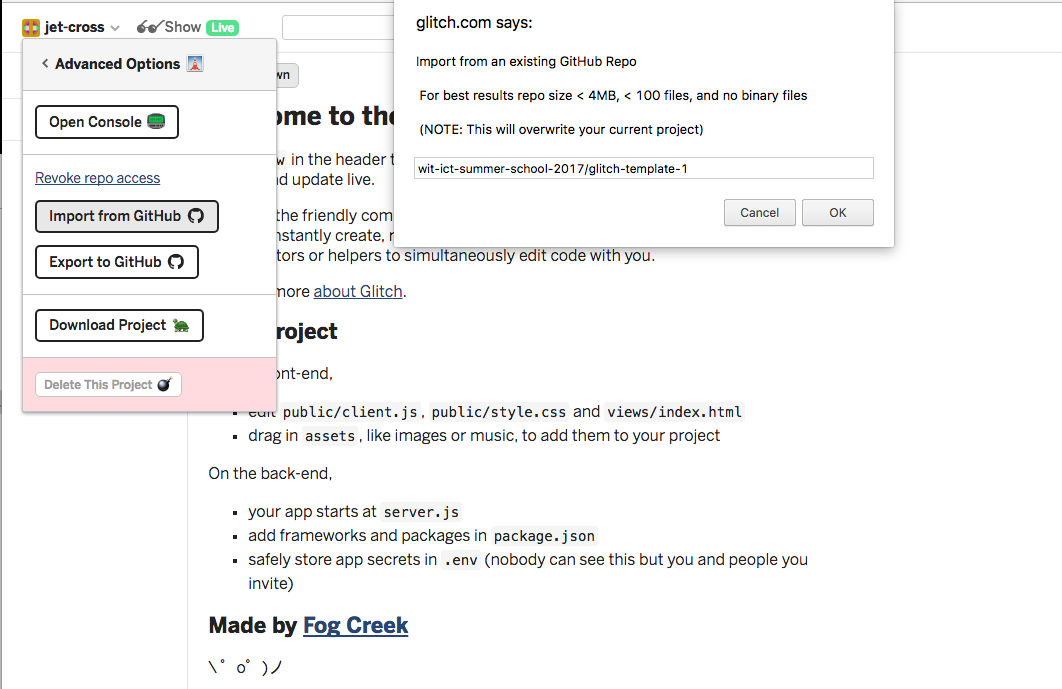 jet-cross
Show Live
Advanced Options
Open Console
Revoke repo access
Import from GitHub
Export to GitHub
Download Project
Delete This Project
glitch.com says:
Import from an existing GitHub Repo
For best results repo size < 4MB, < 100 files, and no binary files
(NOTE: This will overwrite your current project)
wit-ict-summer-school-2017/glitch-template-1
Cancel
OK
wn
ome to the
w in the header t
d update live.
the friendly com
nstantly create, r
tors or helpers to simultaneously edit code with you.
more about Glitch.
roject
ont-end,
edit public/client.js, public/style.css and views/index.html
drag in assets, like images or music, to add them to your project
On the back-end,
your app starts at server.js
add frameworks and packages in package.json
safely store app secrets in .env (nobody can see this but you and people you
invite)
Made by Fog Creek
\ ゜o゜)ノ